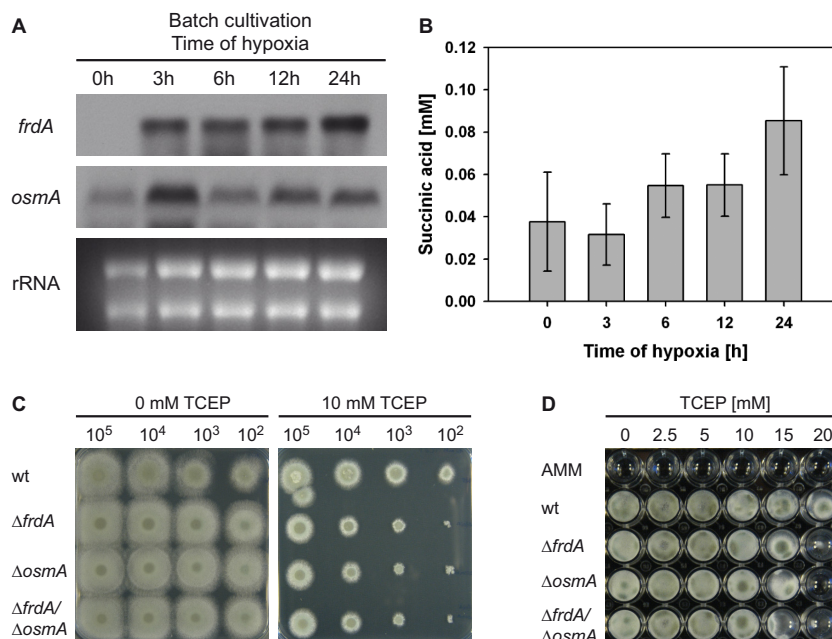 A
Batch cultivation
Time of hypoxia
0h 3h 6h 12h 24h
frdA
osmA
rRNA
B
0.12
0.10
0.08
0.06
0.04
0.02
0.00
Succinic acid [mM]
0 3 6 12 24
Time of hypoxia [h]
C
0 mM TCEP 10 mM TCEP
10⁵ 10⁴ 10³ 10² 10⁵ 10⁴ 10³ 10²
wt
ΔfrdA
ΔosmA
ΔfrdA/
ΔosmA
D
TCEP [mM]
0 2.5 5 10 15 20
AMM
wt
ΔfrdA
ΔosmA
ΔfrdA/
ΔosmA